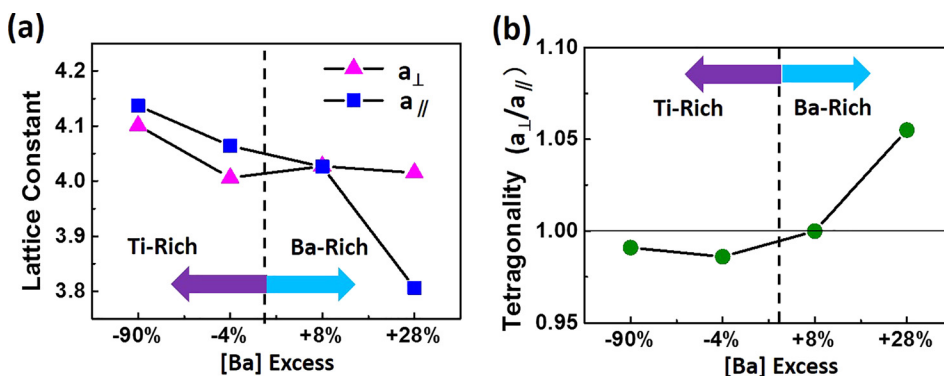 (a)
4.2
4.1
4.0
3.9
3.8
Lattice Constant
a⊥
a∥
Ti-Rich
Ba-Rich
-90%
-4%
+8%
+28%
[Ba] Excess
(b)
1.10
1.05
1.00
0.95
Tetragonality (a⊥/a∥)
Ti-Rich
Ba-Rich
-90%
-4%
+8%
+28%
[Ba] Excess